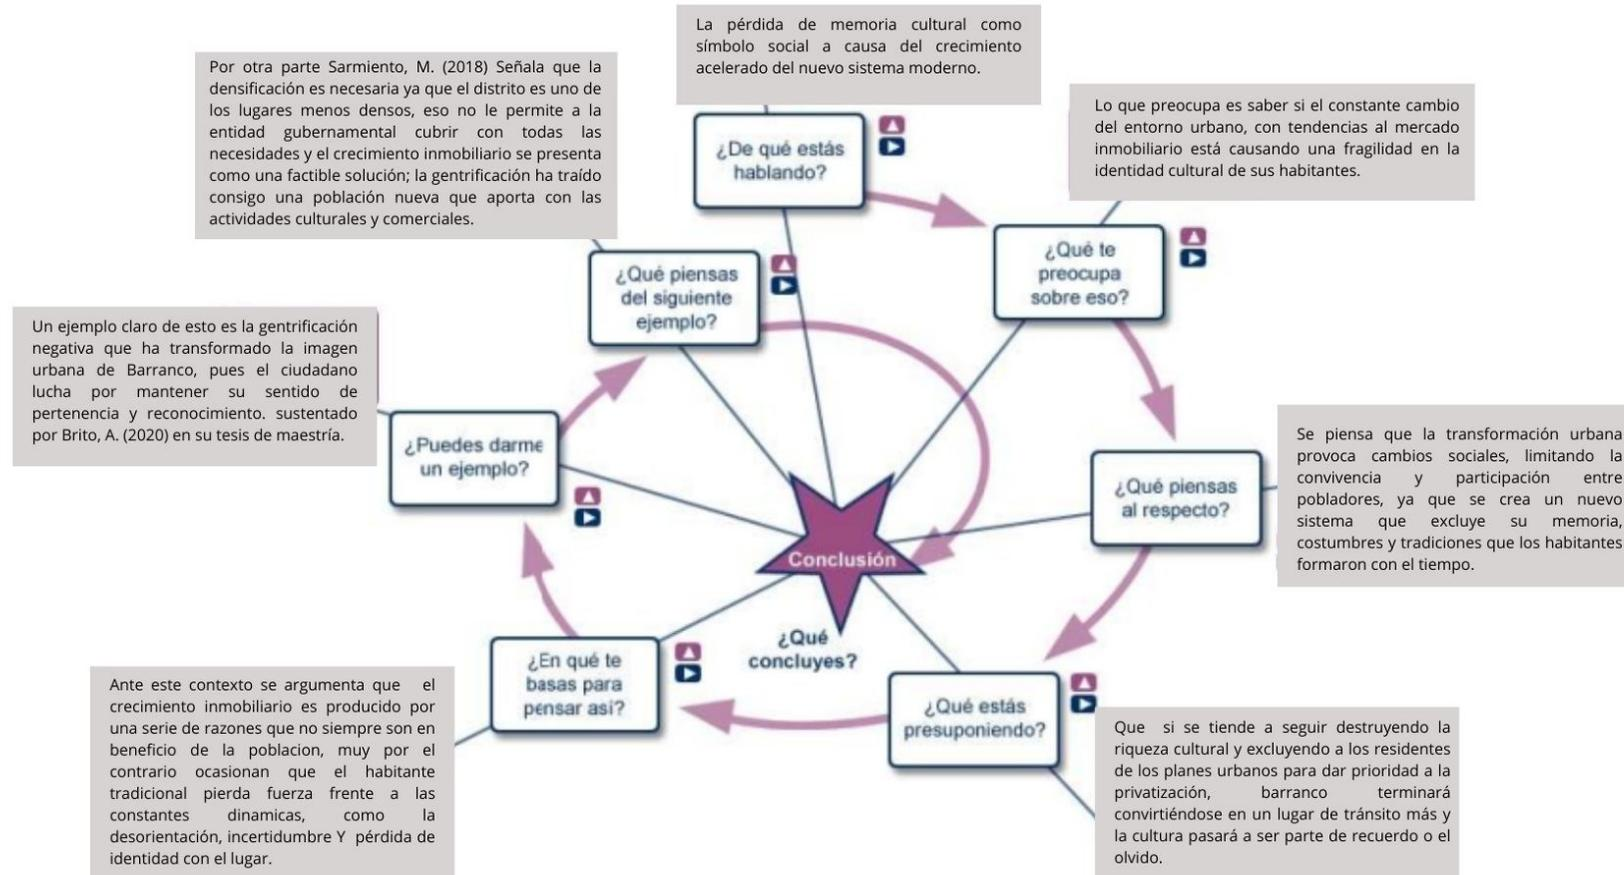 La pérdida de memoria cultural como
símbolo social a causa del crecimiento
acelerado del nuevo sistema moderno.
¿De qué estás
hablando?
Lo que preocupa es saber si el constante cambio
del entorno urbano, con tendencias al mercado
inmobiliario está causando una fragilidad en la
identidad cultural de sus habitantes.
¿Qué te
preocupa
sobre eso?
Se piensa que la transformación urbana
provoca cambios sociales, limitando la
convivencia y participación entre
pobladores, ya que se crea un nuevo
sistema que excluye su memoria,
costumbres y tradiciones que los habitantes
formaron con el tiempo.
¿Qué piensas
al respecto?
Que si se tiende a seguir destruyendo la
riqueza cultural y excluyendo a los residentes
de los planes urbanos para dar prioridad a la
privatización, barranco terminará
convirtiéndose en un lugar de tránsito más y
la cultura pasará a ser parte de recuerdo o el
olvido.
¿Qué estás
presuponiendo?
Ante este contexto se argumenta que el
crecimiento inmobiliario es producido por
una serie de razones que no siempre son en
beneficio de la poblacion, muy por el
contrario ocasionan que el habitante
tradicional pierda fuerza frente a las
constantes dinamicas, como la
desorientación, incertidumbre Y pérdida de
identidad con el lugar.
¿En qué te
basas para
pensar así?
Un ejemplo claro de esto es la gentrificación
negativa que ha transformado la imagen
urbana de Barranco, pues el ciudadano
lucha por mantener su sentido de
pertenencia y reconocimiento. sustentado
por Brito, A. (2020) en su tesis de maestría.
¿Puedes darme
un ejemplo?
Por otra parte Sarmiento, M. (2018) Señala que la
densificación es necesaria ya que el distrito es uno de
los lugares menos densos, eso no le permite a la
entidad gubernamental cubrir con todas las
necesidades y el crecimiento inmobiliario se presenta
como una factible solución; la gentrificación ha traído
consigo una población nueva que aporta con las
actividades culturales y comerciales.
¿Qué piensas
del siguiente
ejemplo?
Conclusión
¿Qué
concluyes?